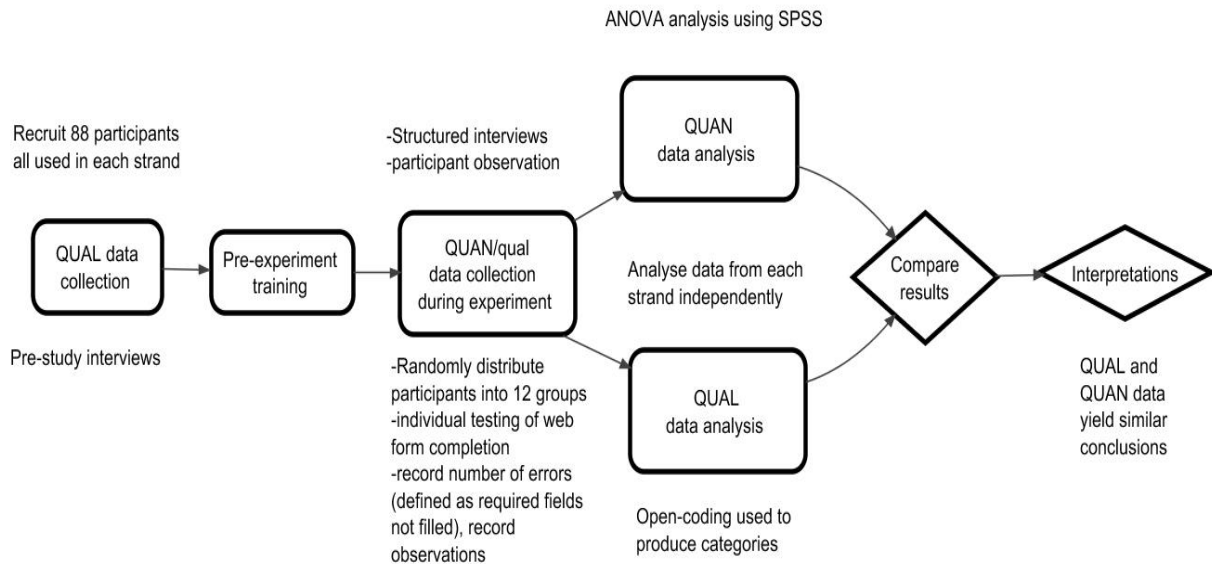 ANOVA analysis using SPSS
Recruit 88 participants
all used in each strand
-Structured interviews
-participant observation
QUAN
data analysis
QUAL data
collection
Pre-experiment
training
QUAN/qual
data collection
during experiment
Analyse data from each
strand independently
Compare
results
Interpretations
Pre-study interviews
-Randomly distribute
participants into 12 groups
-individual testing of web
form completion
-record number of errors
(defined as required fields
not filled), record
observations
QUAL
data analysis
Open-coding used to
produce categories
QUAL and
QUAN data
yield similar
conclusions